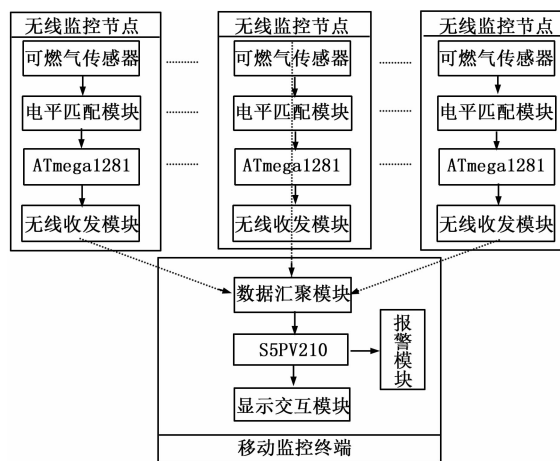 无线监控节点
无线监控节点
无线监控节点
可燃气传感器
可燃气传感器
可燃气传感器
电平匹配模块
电平匹配模块
电平匹配模块
ATmega1281
ATmega1281
ATmega1281
无线收发模块
无线收发模块
无线收发模块
数据汇聚模块
S5PV210
报警模块
显示交互模块
移动监控终端